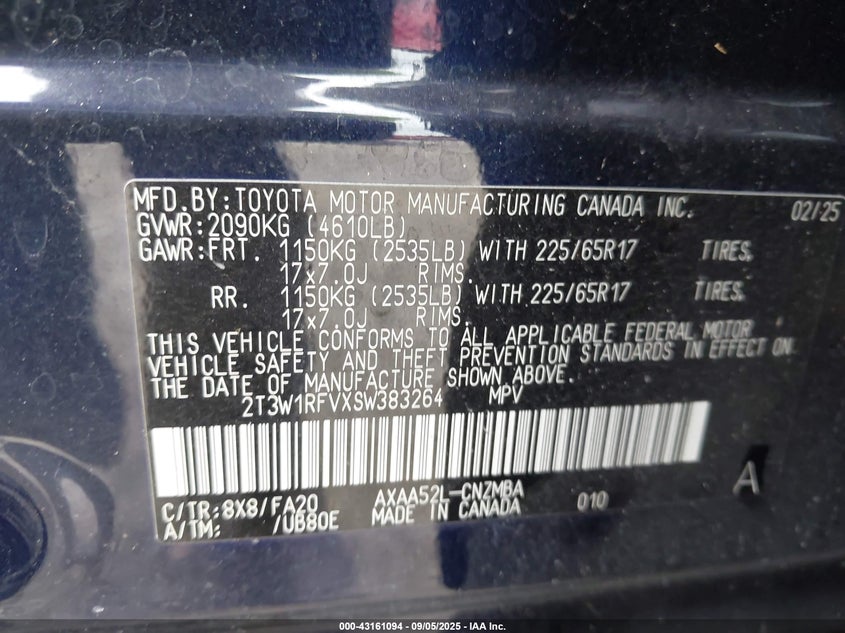 MFD.BY:TOYOTA MOTOR MANUFACTURING CANADA INC. 02/25
GVWR:2090KG (4610LB)
GAWR:FRT. 1150KG (2535LB) WITH 225/65R17 TIRES.
17x7.0J RIMS.
RR. 1150KG (2535LB) WITH 225/65R17 TIRES.
17x7.0J RIMS.
THIS VEHICLE CONFORMS TO ALL APPLICABLE FEDERAL MOTOR
VEHICLE SAFETY AND THEFT PREVENTION STANDARDS IN EFFECT ON
THE DATE OF MANUFACTURE SHOWN ABOVE.
2T3W1RFVXSW383264 MPV
C/TR:8X8/FA20 AXAA52L-CNZMBA 010 A
A/TM: /UB80E MADE IN CANADA
000-43161094 - 09/05/2025 - IAA Inc.